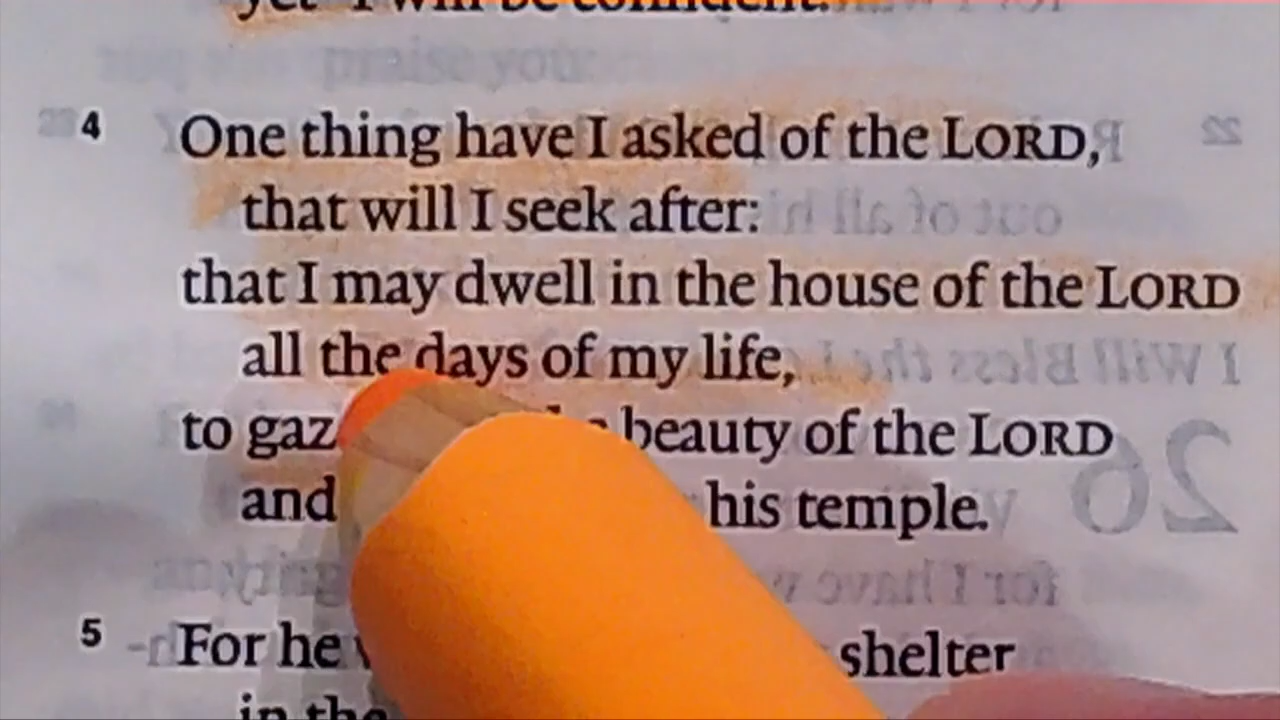 yet I will be confident.
4 One thing have I asked of the LORD,
that will I seek after:
that I may dwell in the house of the LORD
all the days of my life,
to gaz beauty of the LORD
and his temple.
5 For he shelter
in the